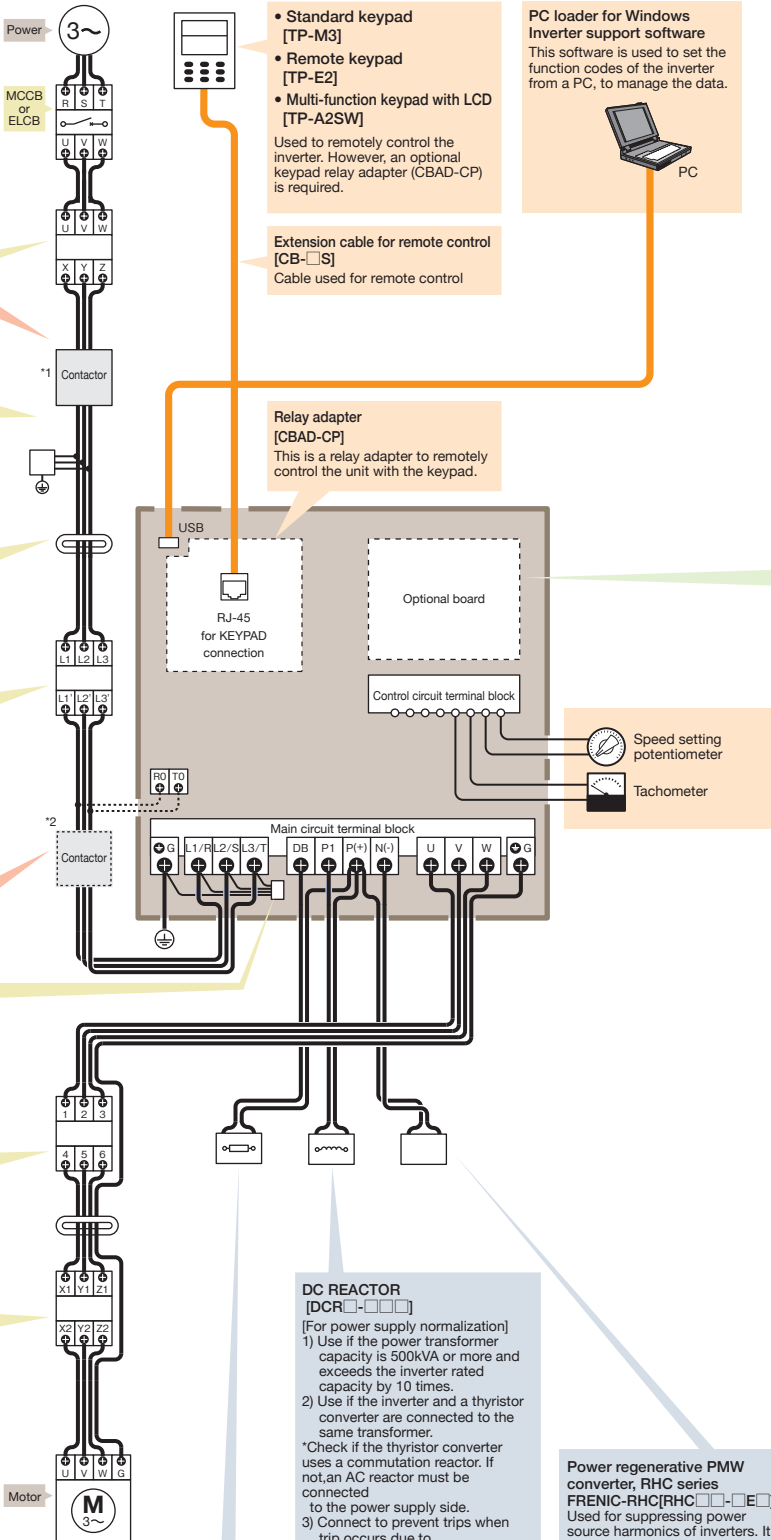 Power
3~
• Standard keypad
[TP-M3]
• Remote keypad
[TP-E2]
• Multi-function keypad with LCD
[TP-A2SW]
Used to remotely control the
inverter. However, an optional
keypad relay adapter (CBAD-CP)
is required.
PC loader for Windows
Inverter support software
This software is used to set the
function codes of the inverter
from a PC, to manage the data.
PC
MCCB
or
ELCB
R S T
U V W
U V W
X Y Z
Extension cable for remote control
[CB-□S]
Cable used for remote control
*1
Contactor
Relay adapter
[CBAD-CP]
This is a relay adapter to remotely
control the unit with the keypad.
USB
RJ-45
for KEYPAD
connection
Optional board
Control circuit terminal block
Speed setting
potentiometer
Tachometer
L1 L2 L3
L1' L2' L3'
R0 T0
*2
Contactor
Main circuit terminal block
G L1/R L2/S L3/T DB P1 P(+) N(-) U V W G
1 2 3
4 5 6
X1 Y1 Z1
X2 Y2 Z2
DC REACTOR
[DCR□-□□□]
[For power supply normalization]
1) Use if the power transformer
capacity is 500kVA or more and
exceeds the inverter rated
capacity by 10 times.
2) Use if the inverter and a thyristor
converter are connected to the
same transformer.
*Check if the thyristor converter
uses a commutation reactor. If
not,an AC reactor must be
connected
to the power supply side.
3) Connect to prevent trips when
trip occurs due to
Power regenerative PMW
converter, RHC series
FRENIC-RHC[RHC□□-□E□]
Used for suppressing power
source harmonics of inverters. It
U V W G
Motor
M
3~